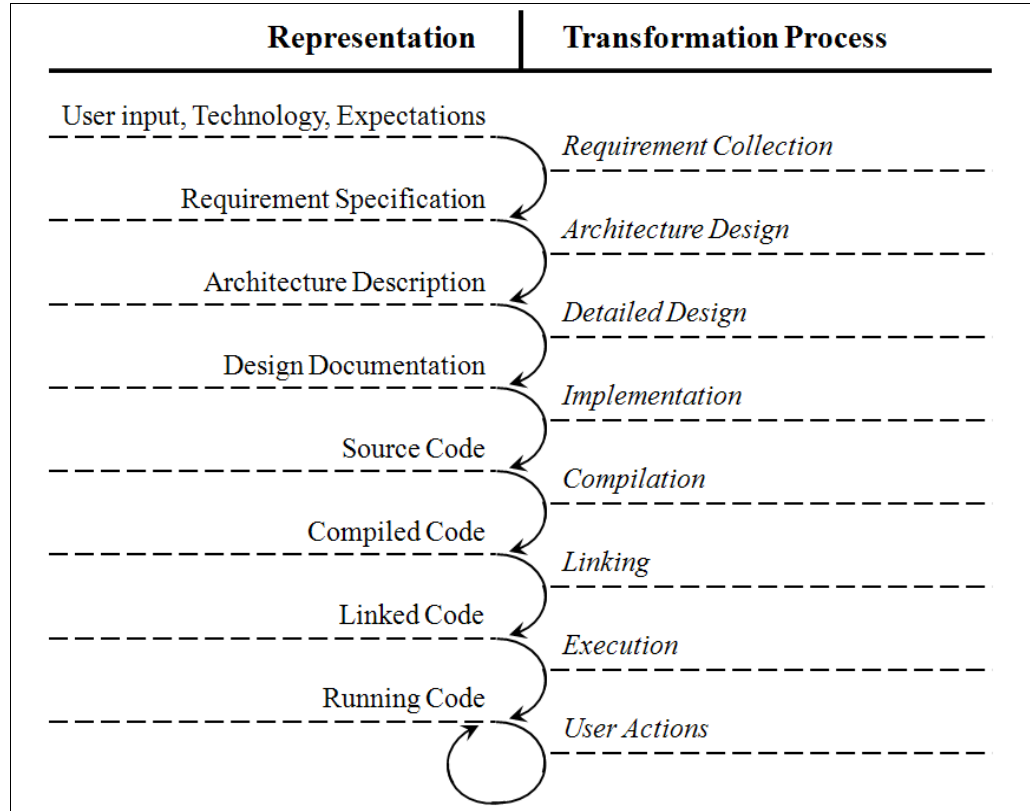 Representation
Transformation Process
User input, Technology, Expectations
Requirement Collection
Requirement Specification
Architecture Design
Architecture Description
Detailed Design
Design Documentation
Implementation
Source Code
Compilation
Compiled Code
Linking
Linked Code
Execution
Running Code
User Actions